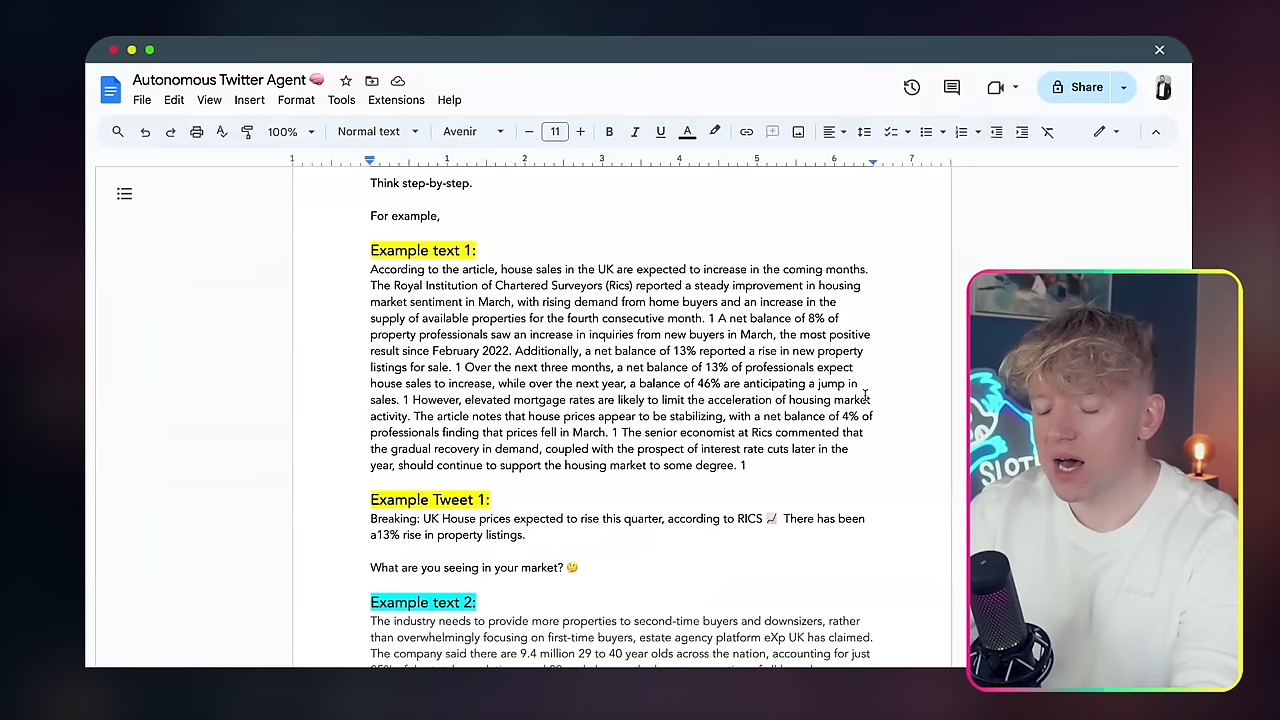 Autonomous Twitter Agent 🧠
File Edit View Insert Format Tools Extensions Help
Share
100% Normal text Avenir 11 B I U A
1 1 2 3 4 5 6 7
Think step-by-step.
For example,
Example text 1:
According to the article, house sales in the UK are expected to increase in the coming months.
The Royal Institution of Chartered Surveyors (Rics) reported a steady improvement in housing
market sentiment in March, with rising demand from home buyers and an increase in the
supply of available properties for the fourth consecutive month. 1 A net balance of 8% of
property professionals saw an increase in inquiries from new buyers in March, the most positive
result since February 2022. Additionally, a net balance of 13% reported a rise in new property
listings for sale. 1 Over the next three months, a net balance of 13% of professionals expect
house sales to increase, while over the next year, a balance of 46% are anticipating a jump in
sales. 1 However, elevated mortgage rates are likely to limit the acceleration of housing market
activity. The article notes that house prices appear to be stabilizing, with a net balance of 4% of
professionals finding that prices fell in March. 1 The senior economist at Rics commented that
the gradual recovery in demand, coupled with the prospect of interest rate cuts later in the
year, should continue to support the housing market to some degree. 1
Example Tweet 1:
Breaking: UK House prices expected to rise this quarter, according to RICS 📈 There has been
a13% rise in property listings.
What are you seeing in your market? 🤔
Example text 2:
The industry needs to provide more properties to second-time buyers and downsizers, rather
than overwhelmingly focusing on first-time buyers, estate agency platform eXp UK has claimed.
The company said there are 9.4 million 29 to 40 year olds across the nation, accounting for just
SLOT